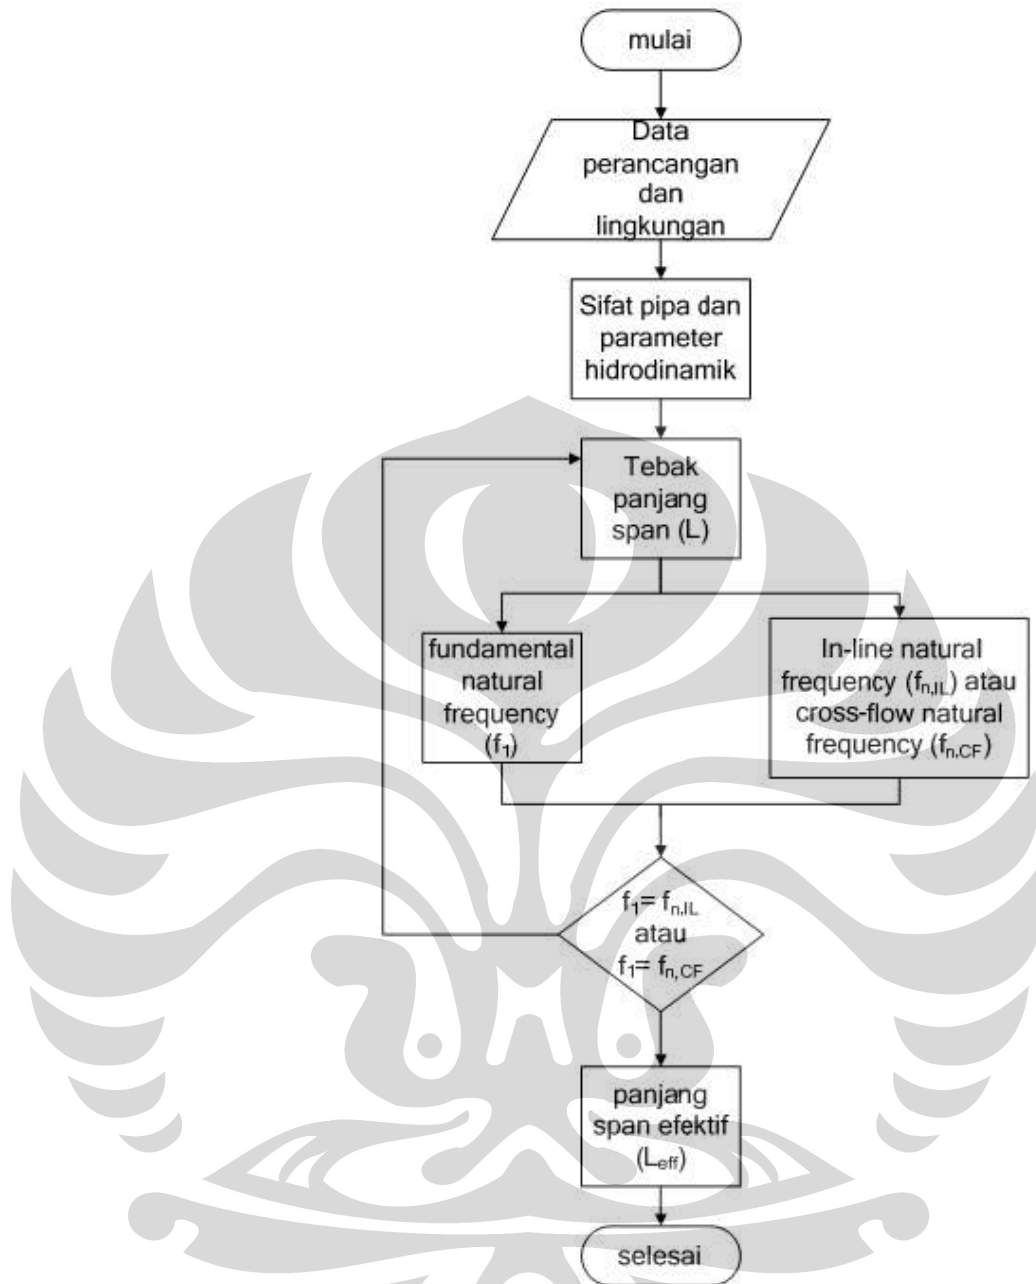 mulai
Data
perancangan
dan
lingkungan
Sifat pipa dan
parameter
hidrodinamik
Tebak
panjang
span (L)
fundamental
natural
frequency
(f₁)
In-line natural
frequency (fn,IL) atau
cross-flow natural
frequency (fn,CF)
f₁= fn,IL
atau
f₁= fn,CF
panjang
span efektif
(Leff)
selesai